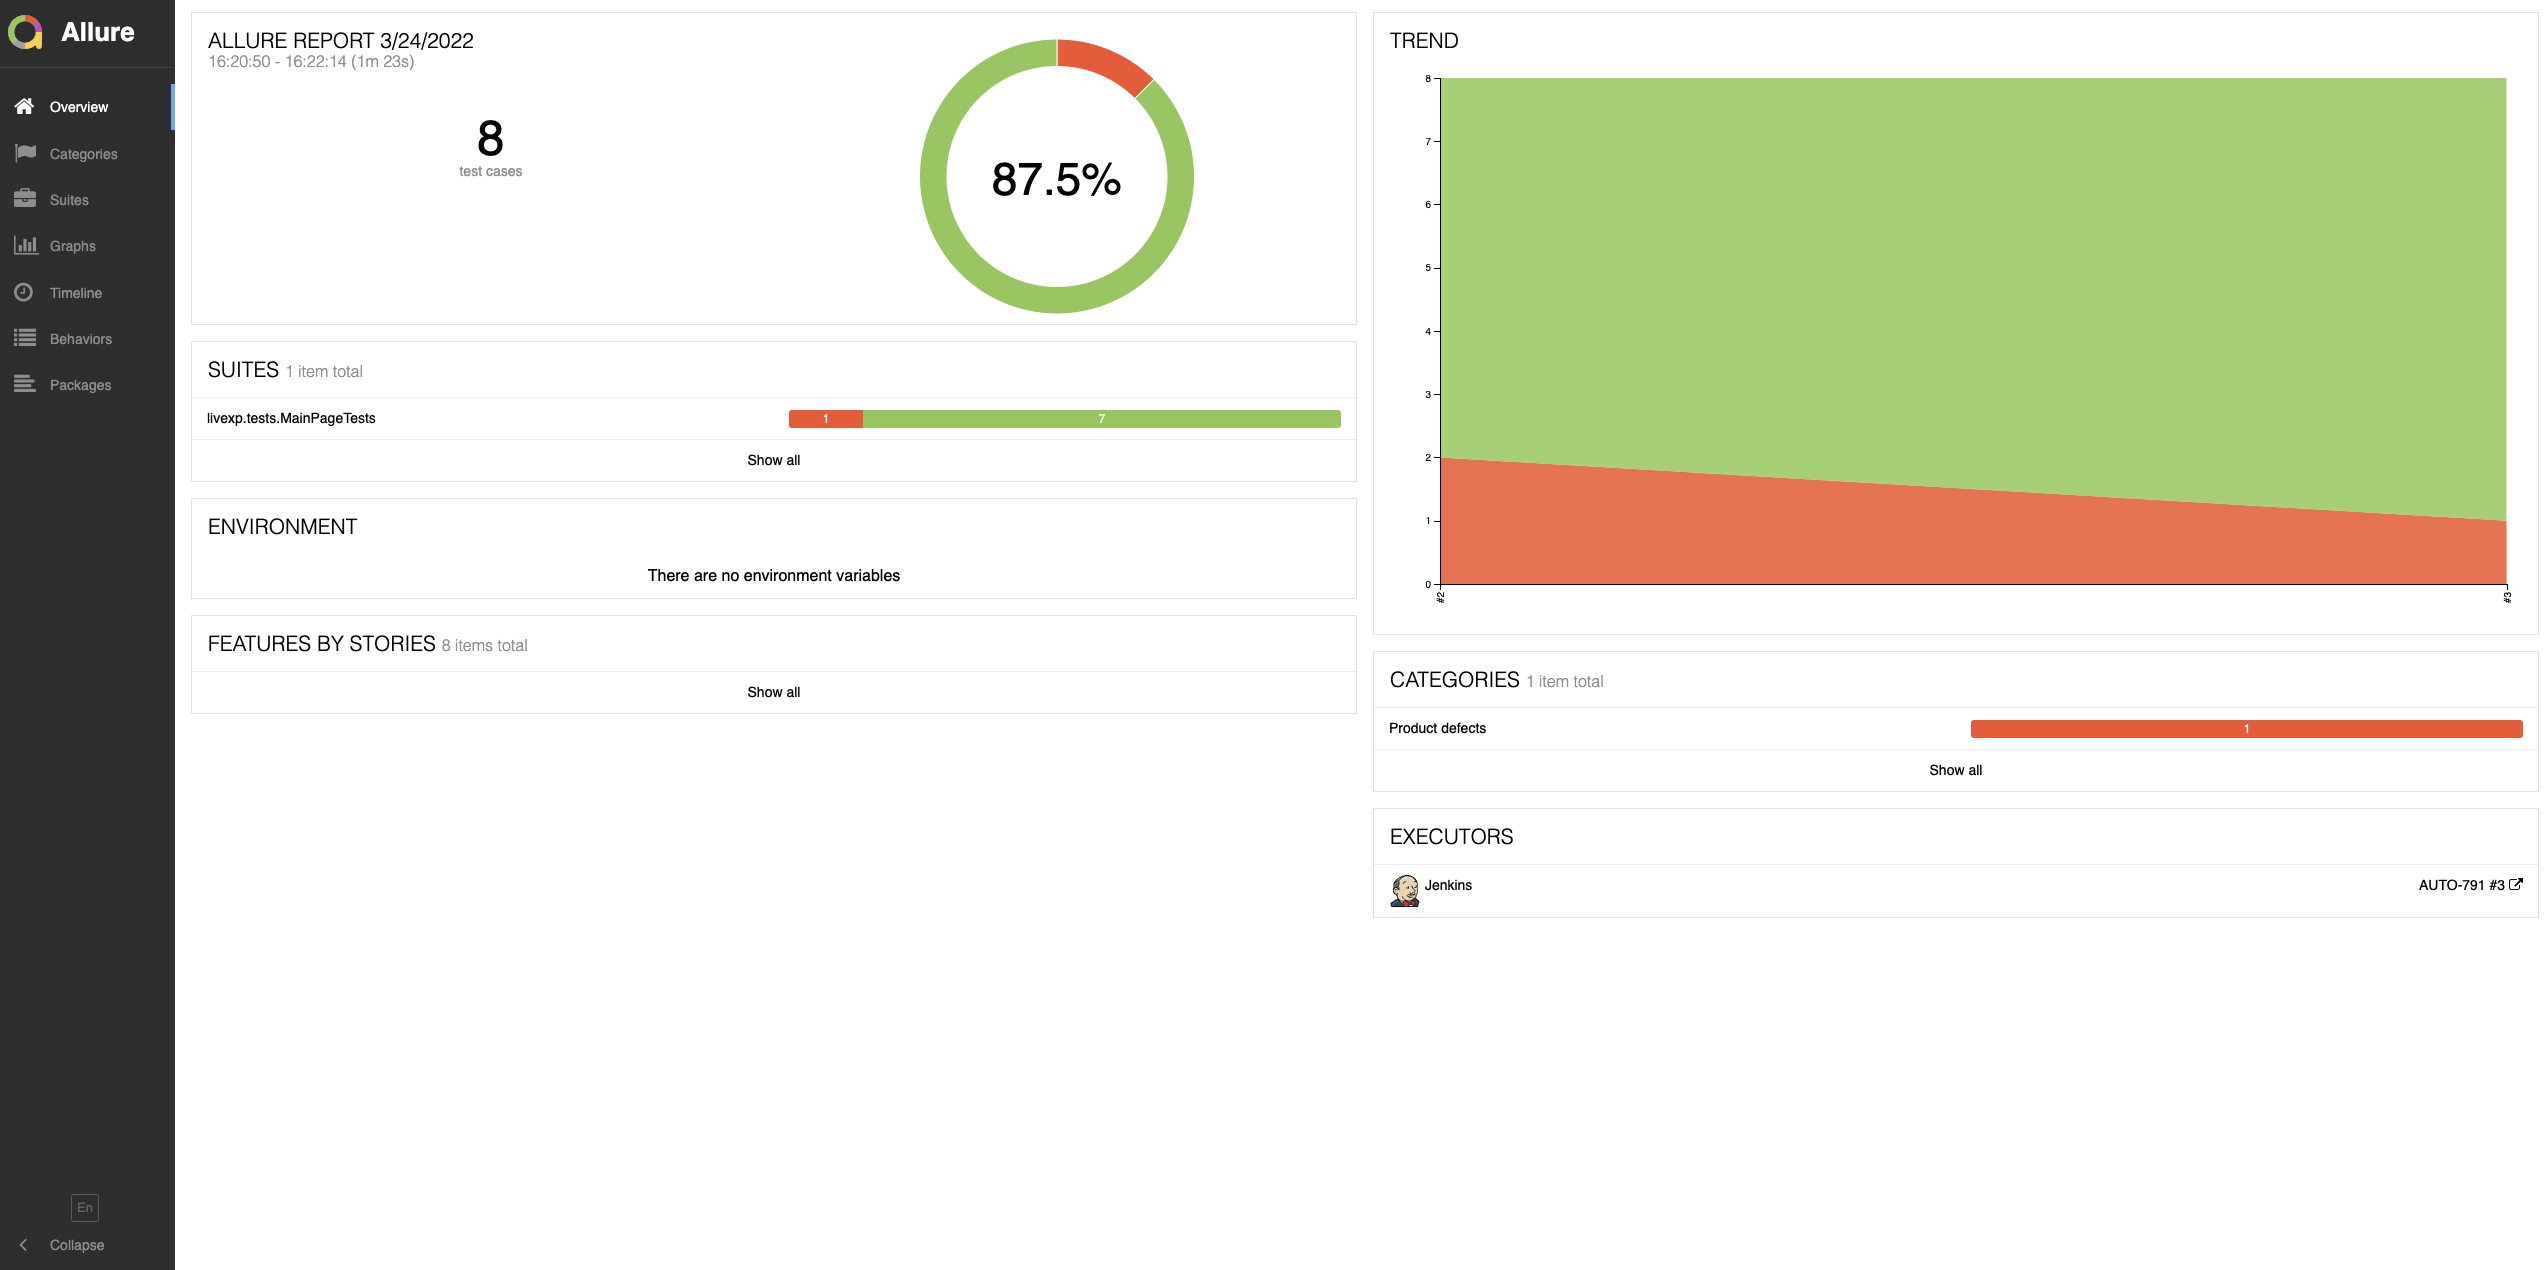 Allure
Overview
Categories
Suites
Graphs
Timeline
Behaviors
Packages
En
Collapse
ALLURE REPORT 3/24/2022
16:20:50 - 16:22:14 (1m 23s)
8
test cases
87.5%
SUITES 1 item total
livexp.tests.MainPageTests 1 7
Show all
ENVIRONMENT
There are no environment variables
FEATURES BY STORIES 8 items total
Show all
TREND
8
7
6
5
4
3
2
1
0
#2 #3
CATEGORIES 1 item total
Product defects 1
Show all
EXECUTORS
Jenkins AUTO-791 #3